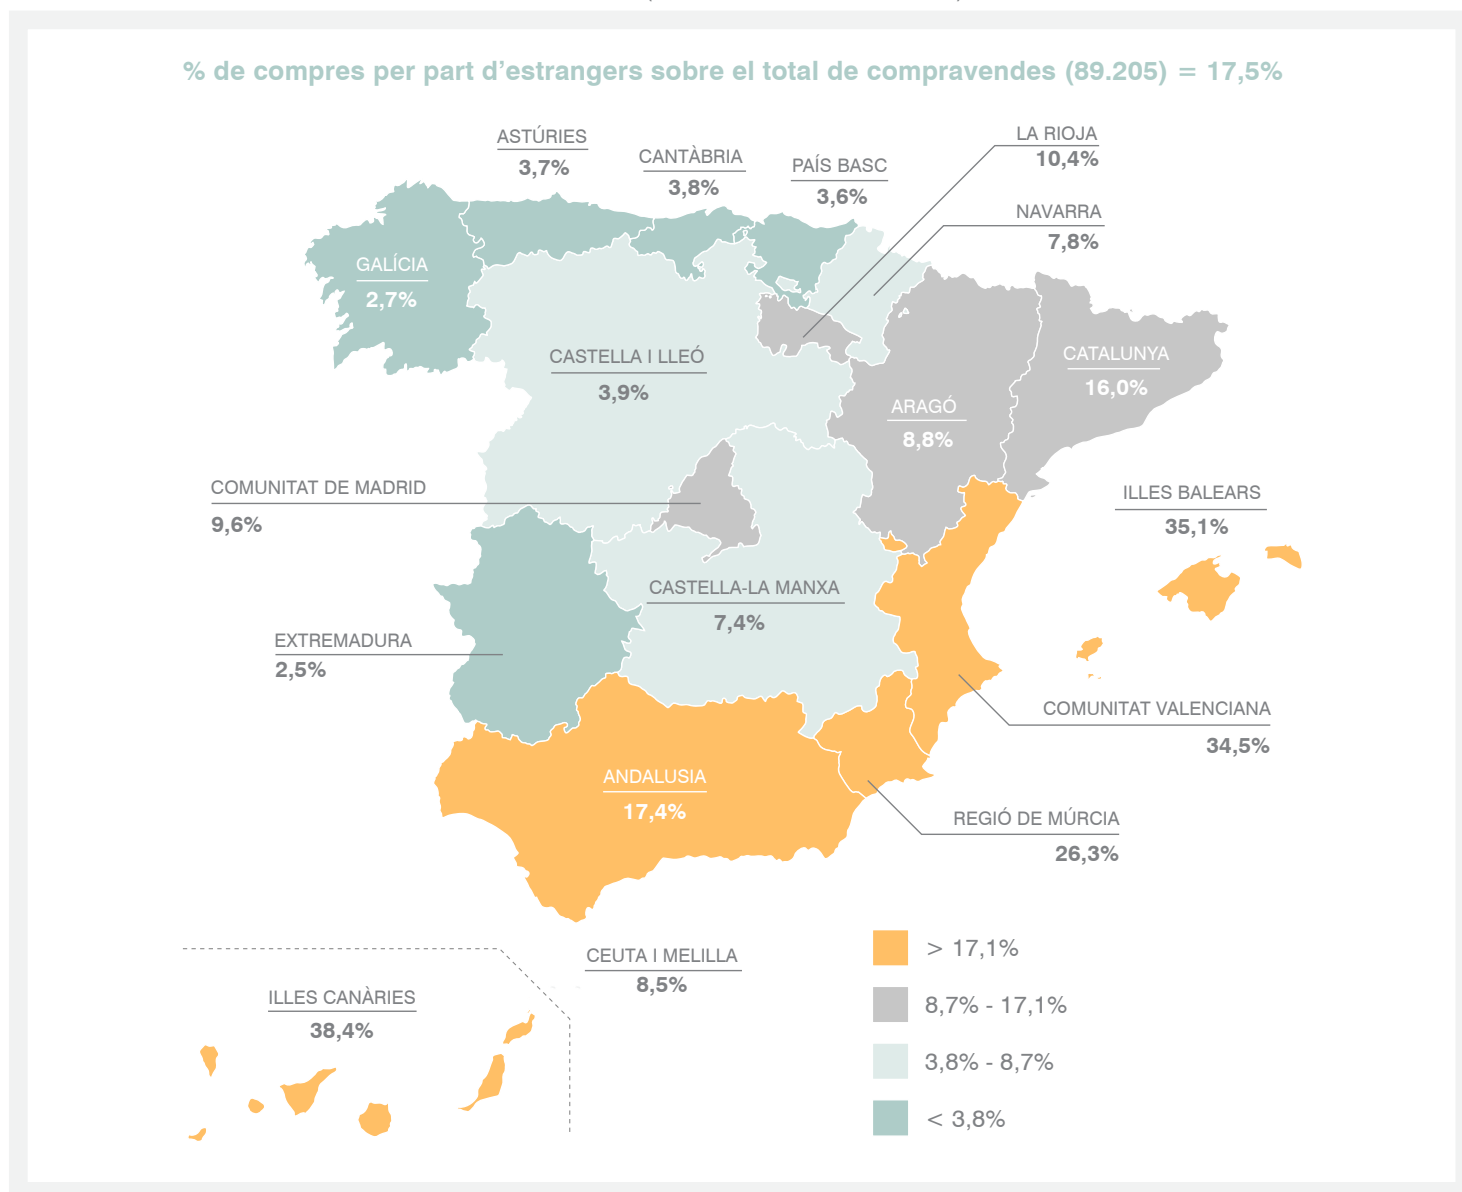 % de compres per part d’estrangers sobre el total de compravendes (89.205) = 17,5%
ASTÚRIES
3,7%
CANTÀBRIA
3,8%
PAÍS BASC
3,6%
LA RIOJA
10,4%
NAVARRA
7,8%
GALÍCIA
2,7%
CASTELLA I LLEÓ
3,9%
CATALUNYA
16,0%
ARAGÓ
8,8%
COMUNITAT DE MADRID
9,6%
ILLES BALEARS
35,1%
CASTELLA-LA MANXA
7,4%
EXTREMADURA
2,5%
COMUNITAT VALENCIANA
34,5%
ANDALUSIA
17,4%
REGIÓ DE MÚRCIA
26,3%
CEUTA I MELILLA
8,5%
ILLES CANÀRIES
38,4%
> 17,1%
8,7% - 17,1%
3,8% - 8,7%
< 3,8%